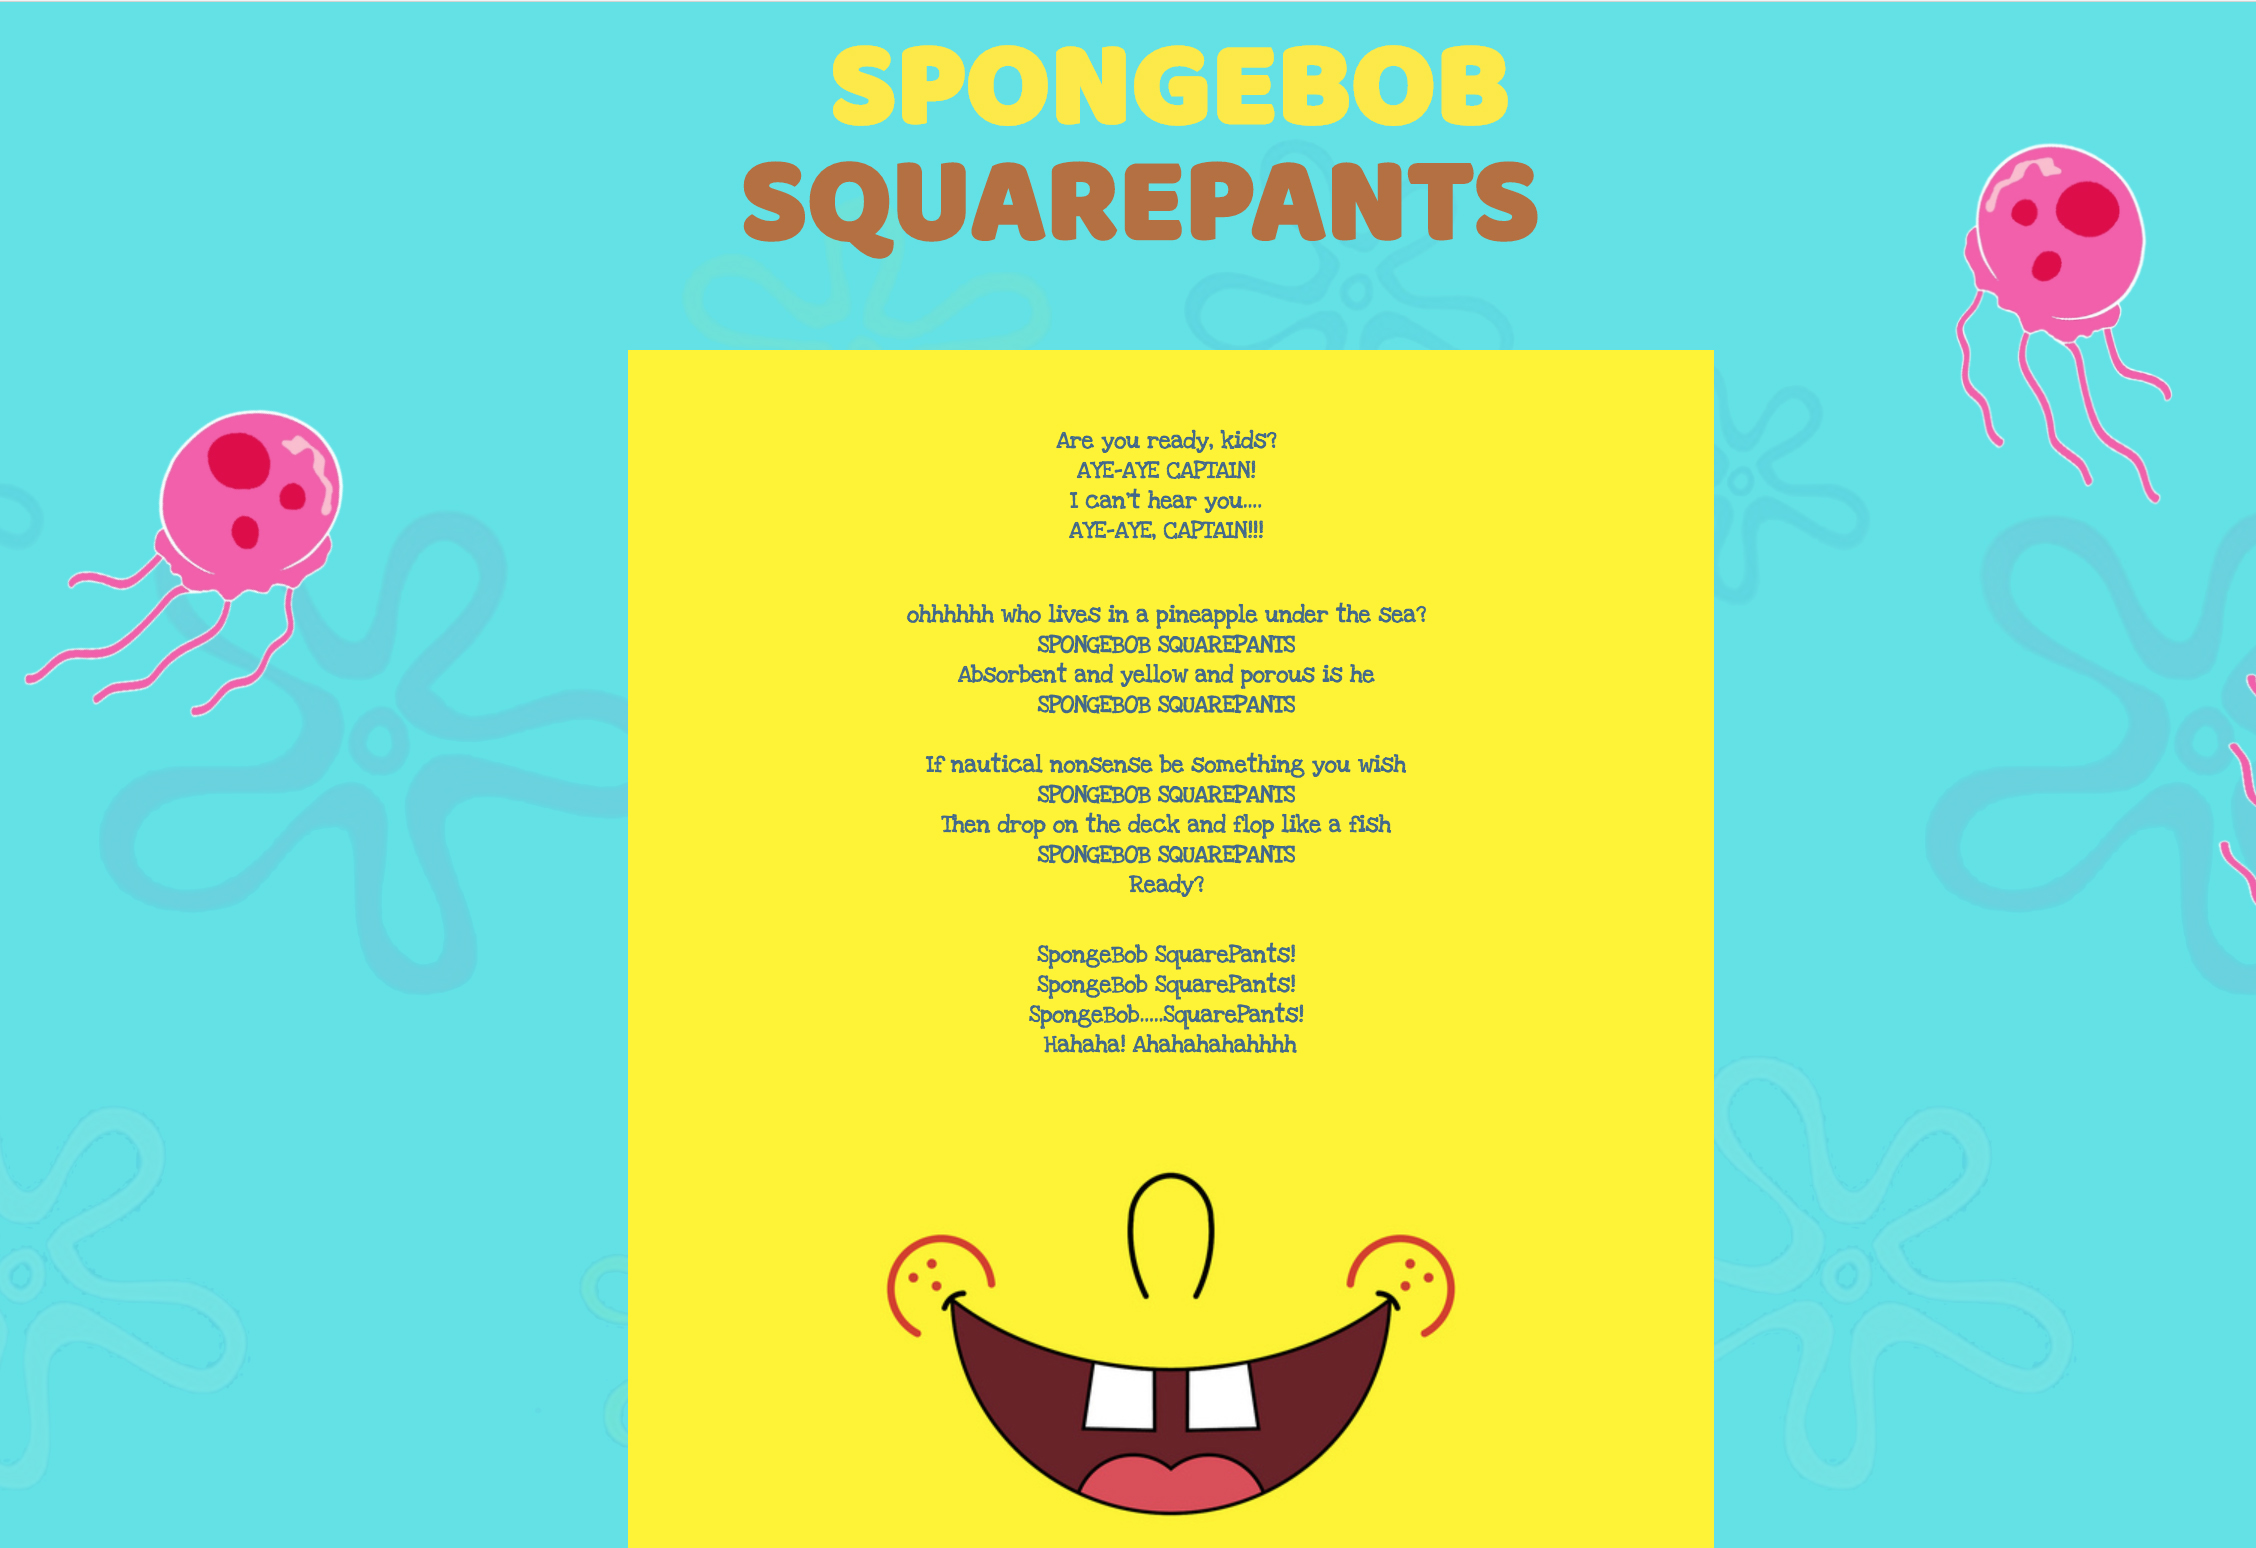 SPONGEBOB
SQUAREPANTS
Are you ready, kids?
AYE-AYE CAPTAIN!
I can't hear you....
AYE-AYE, CAPTAIN!!!
ohhhhhh who lives in a pineapple under the sea?
SPONGEBOB SQUAREPANTS
Absorbent and yellow and porous is he
SPONGEBOB SQUAREPANTS
If nautical nonsense be something you wish
SPONGEBOB SQUAREPANTS
Then drop on the deck and flop like a fish
SPONGEBOB SQUAREPANTS
Ready?
SpongeBob SquarePants!
SpongeBob SquarePants!
SpongeBob.....SquarePants!
Hahaha! Ahahahahahhhh